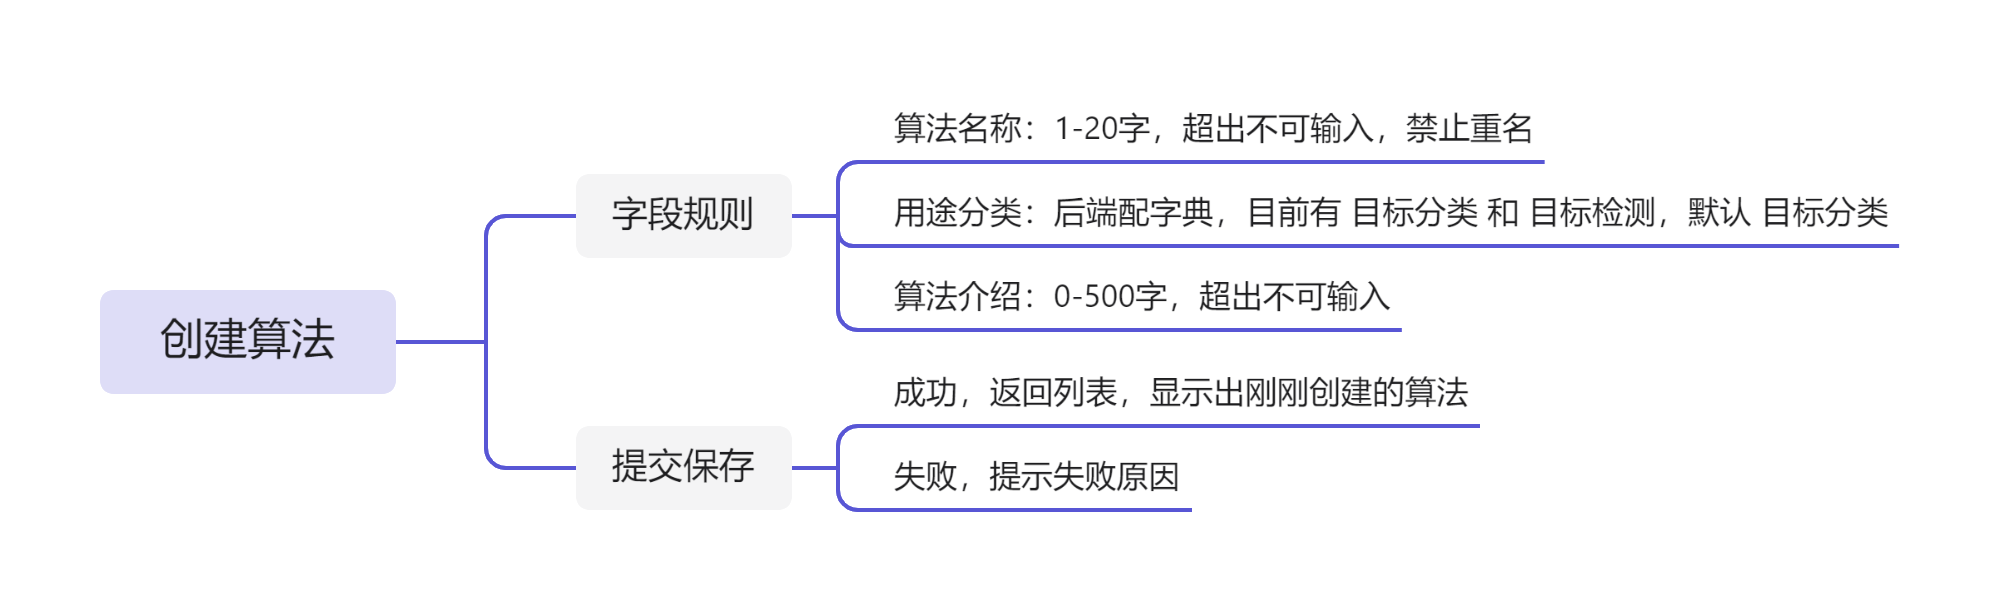 创建算法
字段规则
算法名称：1-20字，超出不可输入，禁止重名
用途分类：后端配字典，目前有 目标分类 和 目标检测，默认 目标分类
算法介绍：0-500字，超出不可输入
提交保存
成功，返回列表，显示出刚刚创建的算法
失败，提示失败原因